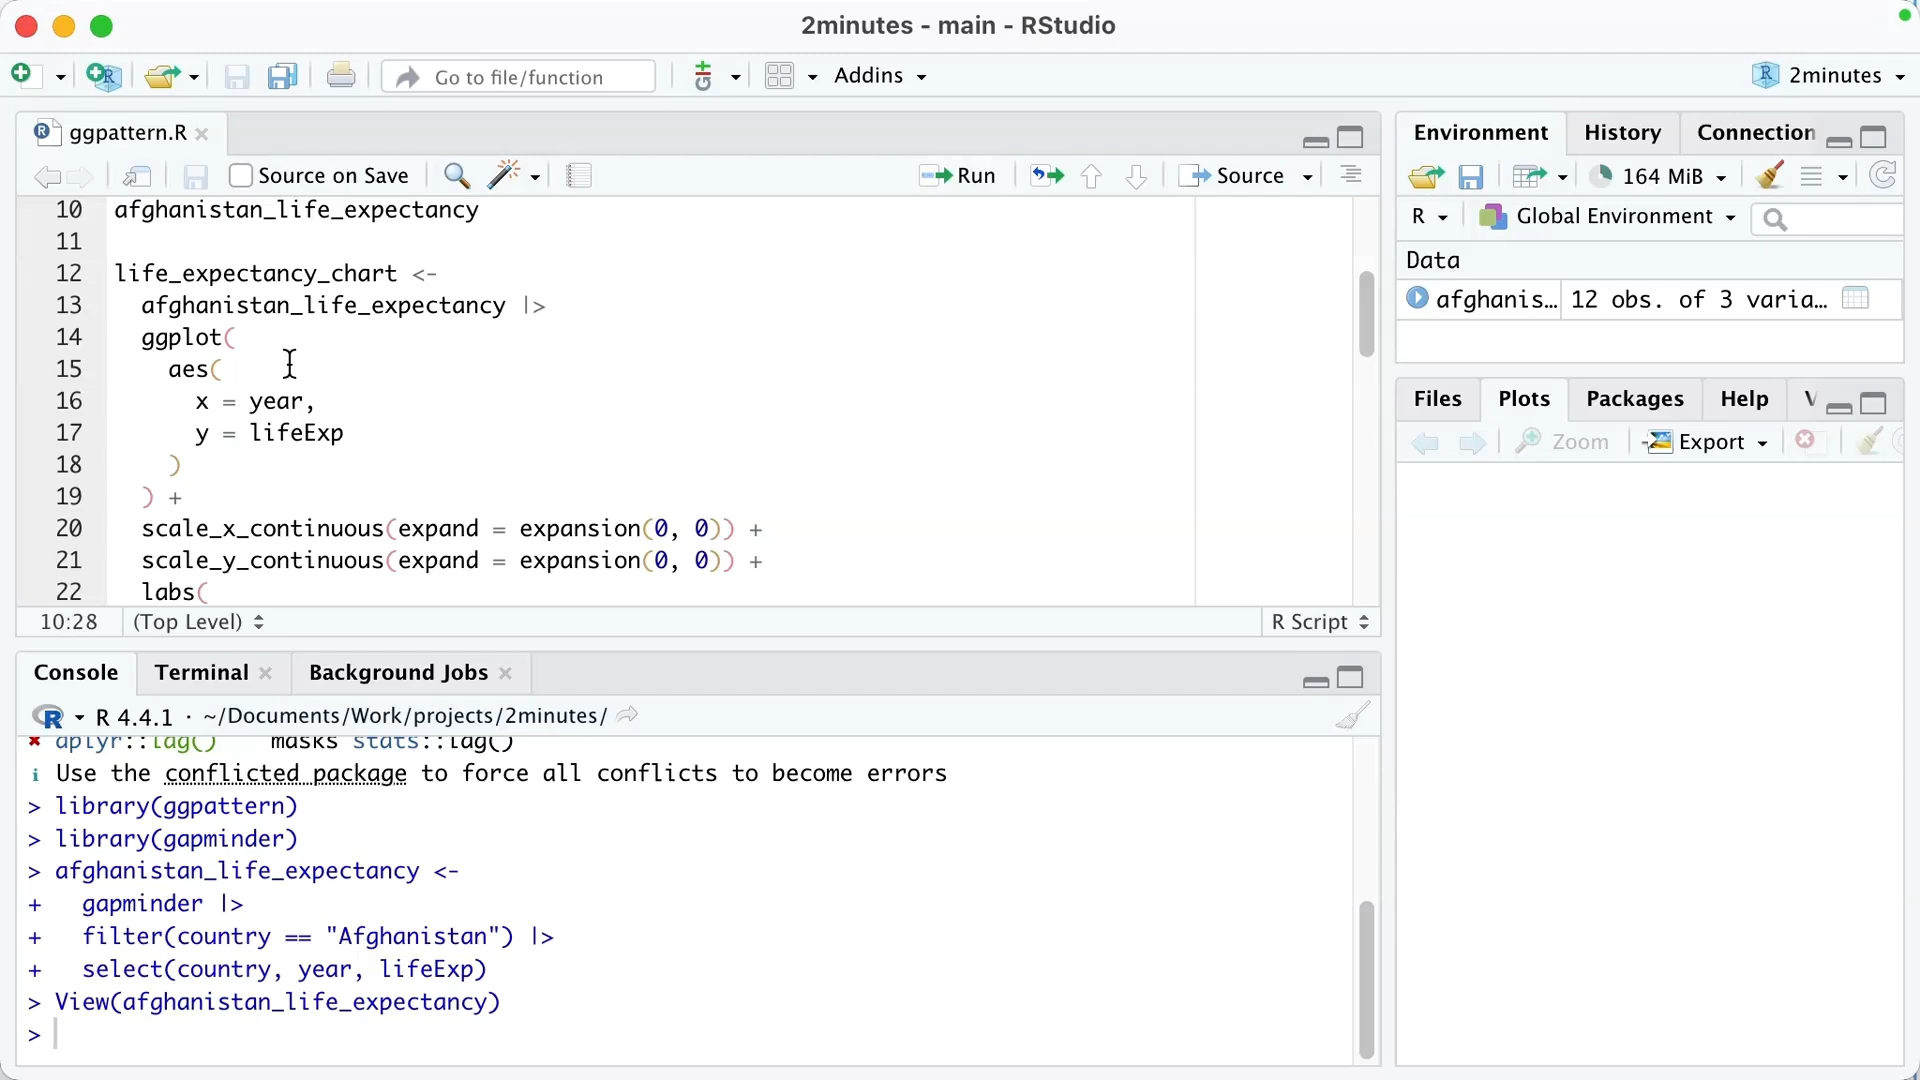 2minutes - main - RStudio
Go to file/function
Addins
2minutes
ggpattern.R
Source on Save
Run
Source
10 afghanistan_life_expectancy
11
12 life_expectancy_chart <-
13 afghanistan_life_expectancy |>
14 ggplot(
15 aes(
16 x = year,
17 y = lifeExp
18 )
19 ) +
20 scale_x_continuous(expand = expansion(0, 0)) +
21 scale_y_continuous(expand = expansion(0, 0)) +
22 labs(
10:28 (Top Level) R Script
Console Terminal Background Jobs
R 4.4.1 · ~/Documents/Work/projects/2minutes/
dplyr::lag() masks stats::lag()
i Use the conflicted package to force all conflicts to become errors
> library(ggpattern)
> library(gapminder)
> afghanistan_life_expectancy <-
+ gapminder |>
+ filter(country == "Afghanistan") |>
+ select(country, year, lifeExp)
> View(afghanistan_life_expectancy)
>
Environment History Connection
164 MiB
R Global Environment
Data
afghanis... 12 obs. of 3 varia...
Files Plots Packages Help V
Zoom Export